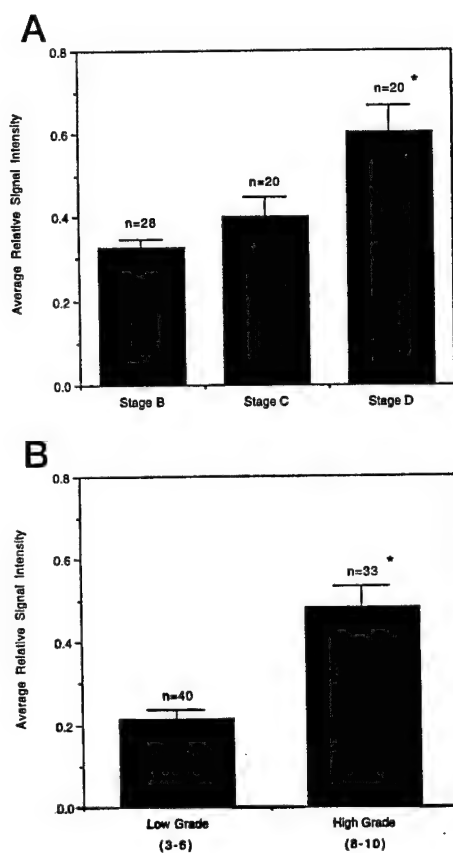 A
Average Relative Signal Intensity
0.8
0.6
0.4
0.2
0.0
n=28
n=20
n=20 *
Stage B
Stage C
Stage D
B
Average Relative Signal Intensity
0.8
0.6
0.4
0.2
0.0
n=40
n=33 *
Low Grade
(3-6)
High Grade
(8-10)